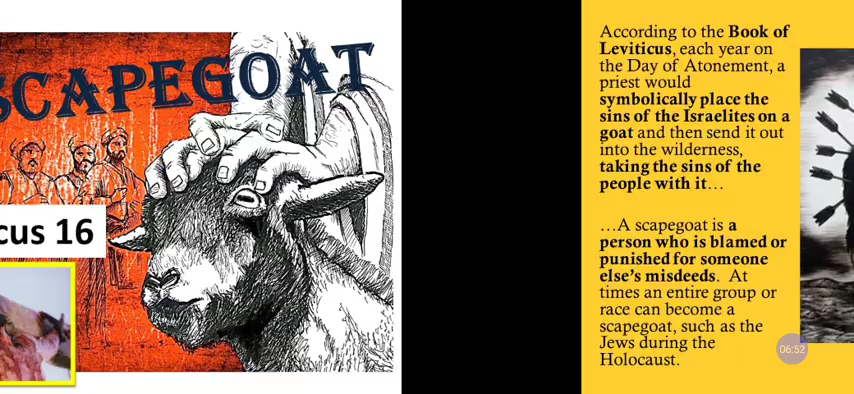 SCAPEGOAT
cus 16
According to the Book of
Leviticus, each year on
the Day of Atonement, a
priest would
symbolically place the
sins of the Israelites on a
goat and then send it out
into the wilderness,
taking the sins of the
people with it…
…A scapegoat is a
person who is blamed or
punished for someone
else's misdeeds. At
times an entire group or
race can become a
scapegoat, such as the
Jews during the
Holocaust.
06:52